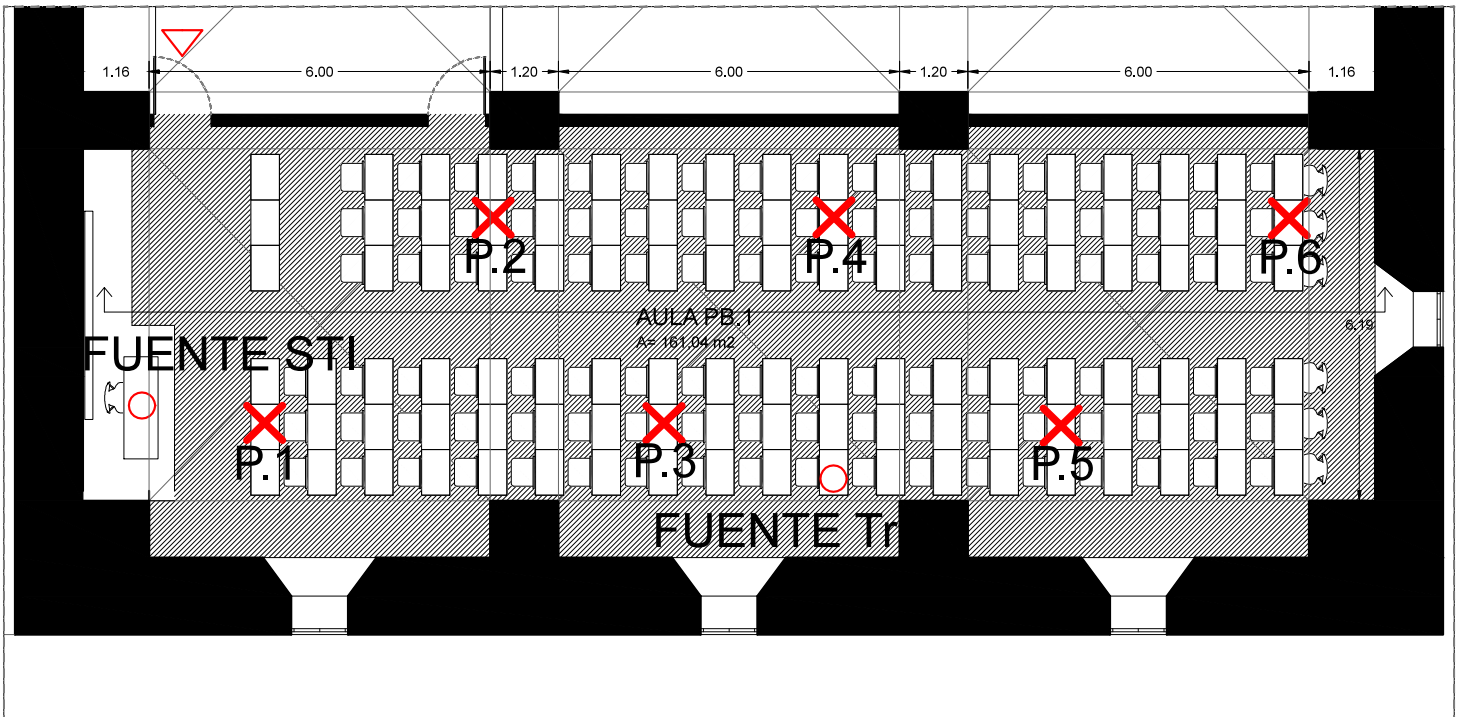 1.16 6.00 1.20 6.00 1.20 6.00 1.16
P.2 P.4 P.6
AULA PB.1
A= 161.04 m2
6.19
FUENTE STI
P.1 P.3 P.5
FUENTE Tr